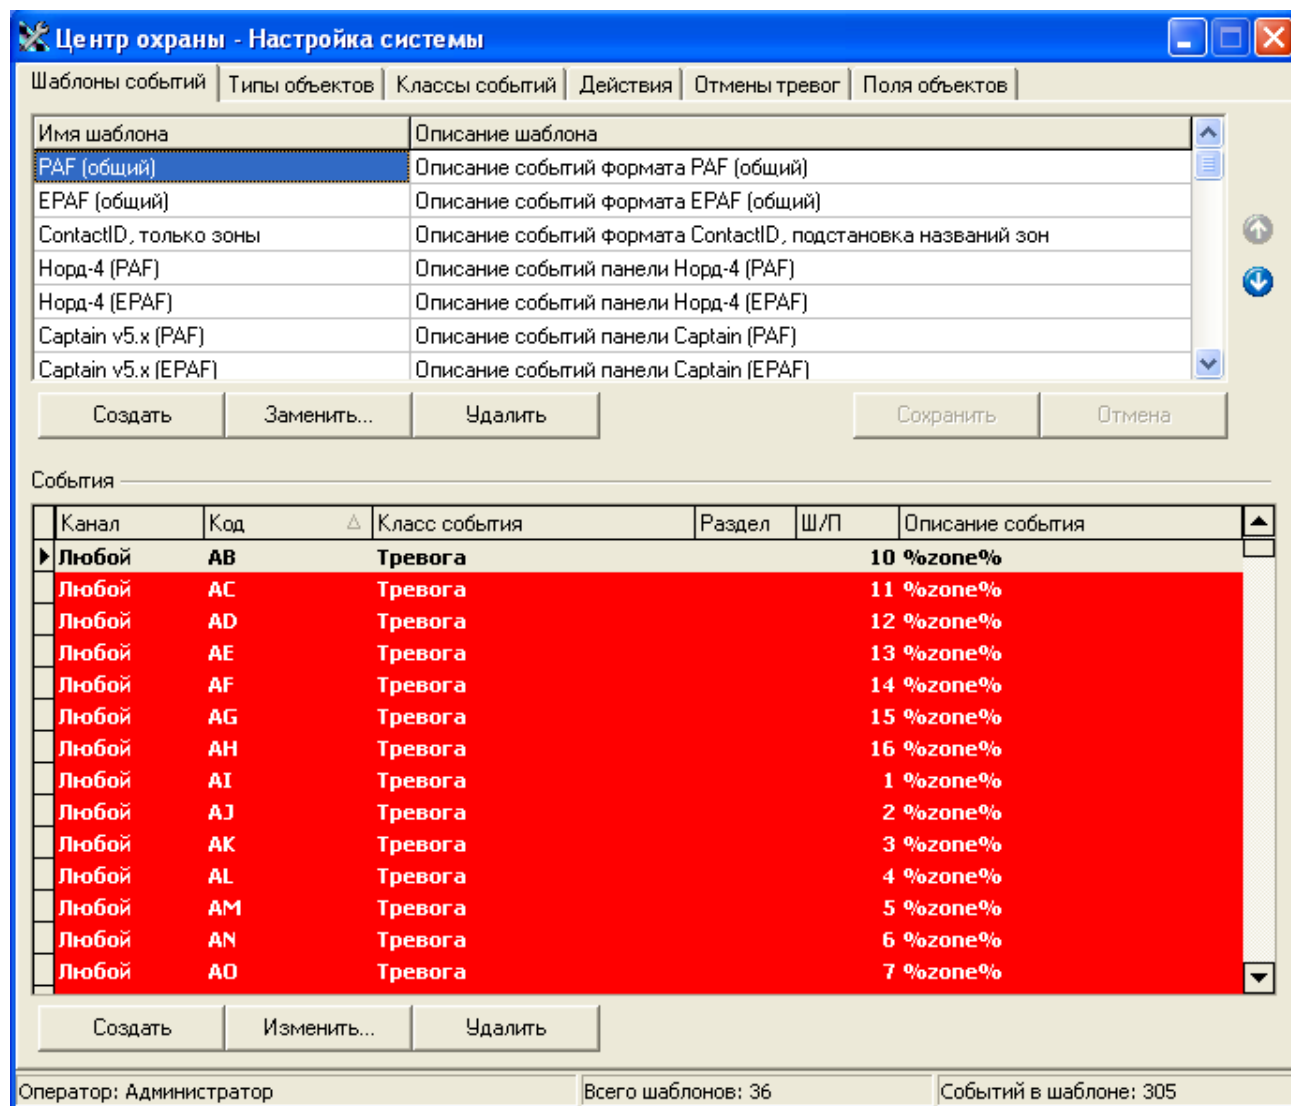 Центр охраны - Настройка системы
Шаблоны событий Типы объектов Классы событий Действия Отмены тревог Поля объектов
Имя шаблона Описание шаблона
PAF (общий) Описание событий формата PAF (общий)
EPAF (общий) Описание событий формата EPAF (общий)
ContactID, только зоны Описание событий формата ContactID, подстановка названий зон
Норд-4 (PAF) Описание событий панели Норд-4 (PAF)
Норд-4 (EPAF) Описание событий панели Норд-4 (EPAF)
Captain v5.x (PAF) Описание событий панели Captain (PAF)
Captain v5.x (EPAF) Описание событий панели Captain (EPAF)
Создать Заменить... Удалить Сохранить Отмена
События
Канал Код Класс события Раздел Ш/П Описание события
Любой AB Тревога 10 %zone%
Любой AC Тревога 11 %zone%
Любой AD Тревога 12 %zone%
Любой AE Тревога 13 %zone%
Любой AF Тревога 14 %zone%
Любой AG Тревога 15 %zone%
Любой AH Тревога 16 %zone%
Любой AI Тревога 1 %zone%
Любой AJ Тревога 2 %zone%
Любой AK Тревога 3 %zone%
Любой AL Тревога 4 %zone%
Любой AM Тревога 5 %zone%
Любой AN Тревога 6 %zone%
Любой AO Тревога 7 %zone%
Создать Изменить... Удалить
Оператор: Администратор Всего шаблонов: 36 Событий в шаблоне: 305